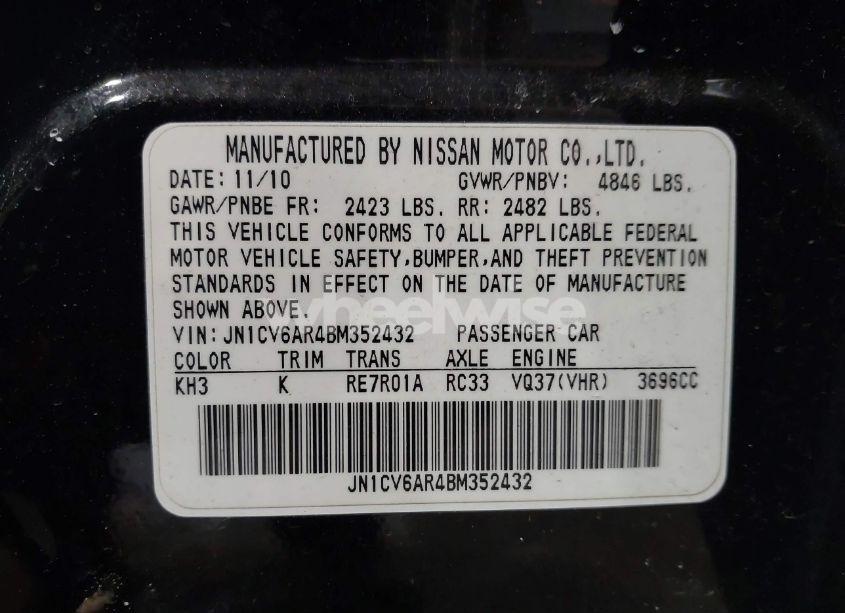 MANUFACTURED BY NISSAN MOTOR CO.,LTD.
DATE: 11/10 GVWR/PNBV: 4846 LBS.
GAWR/PNBE FR: 2423 LBS. RR: 2482 LBS.
THIS VEHICLE CONFORMS TO ALL APPLICABLE FEDERAL
MOTOR VEHICLE SAFETY,BUMPER,AND THEFT PREVENTION
STANDARDS IN EFFECT ON THE DATE OF MANUFACTURE
SHOWN ABOVE.
wheelwise
VIN: JN1CV6AR4BM352432 PASSENGER CAR
COLOR TRIM TRANS AXLE ENGINE
KH3 K RE7R01A RC33 VQ37(VHR) 3696CC
JN1CV6AR4BM352432